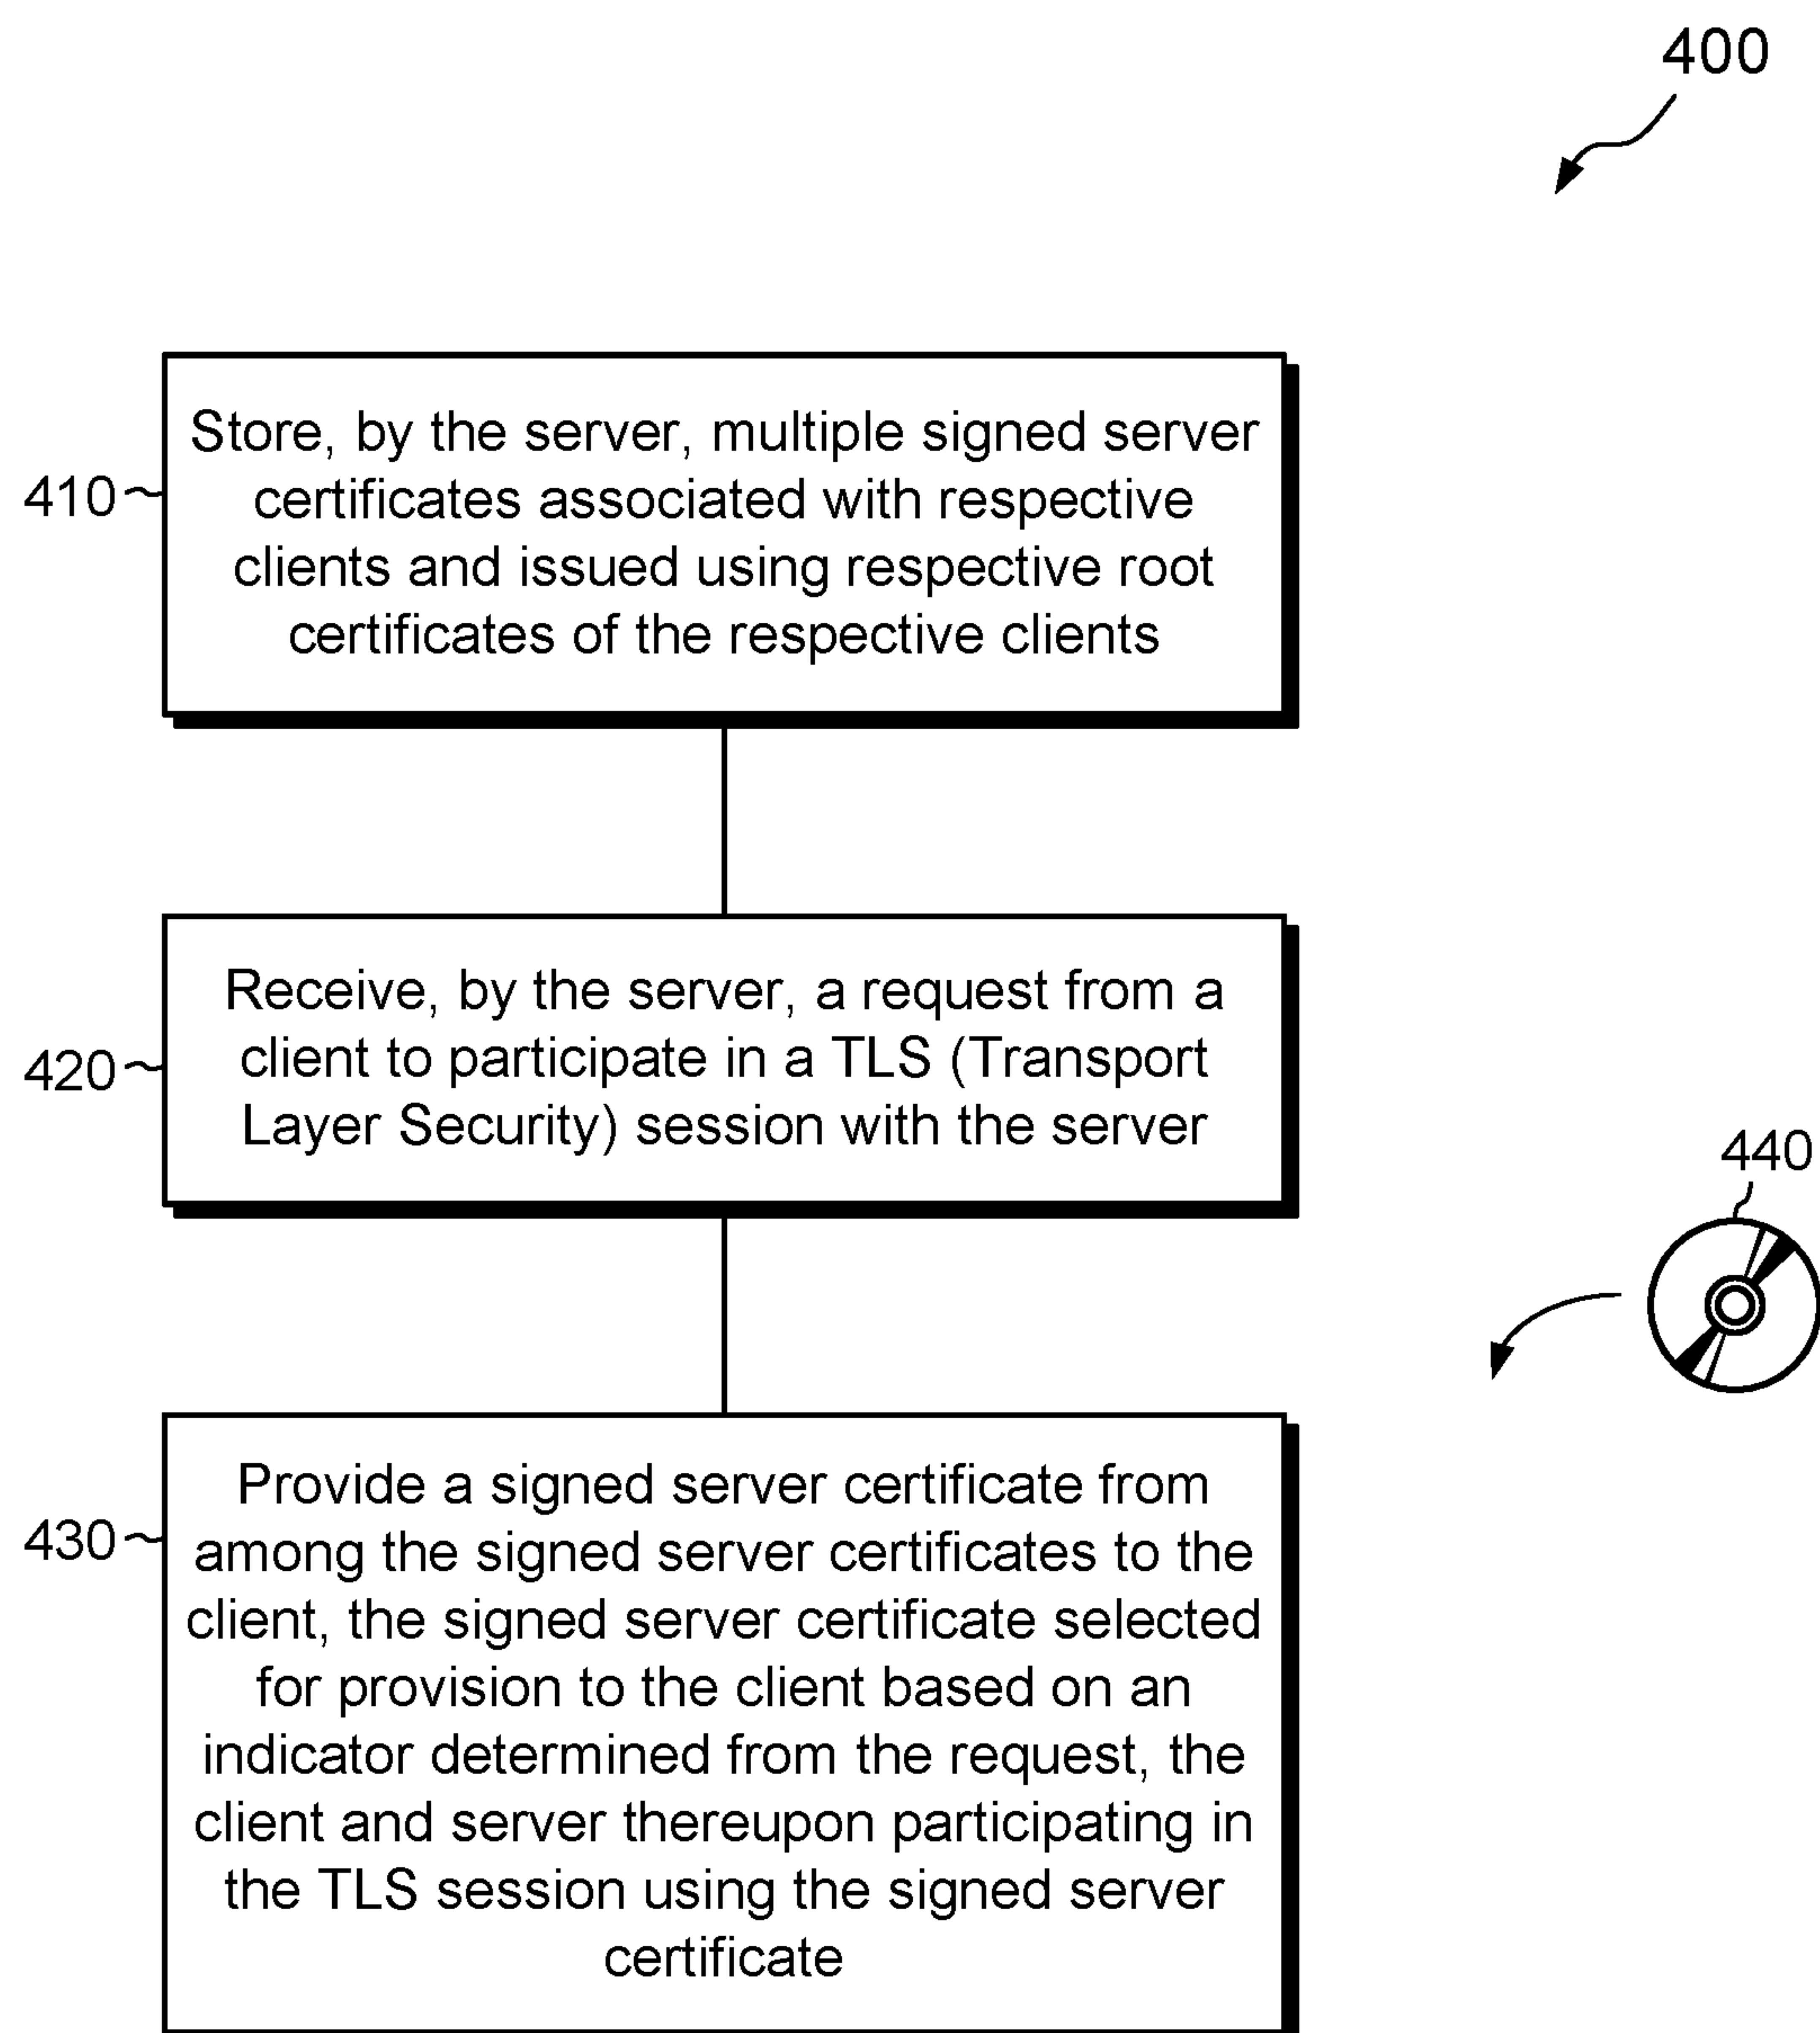 400
Store, by the server, multiple signed server
certificates associated with respective
clients and issued using respective root
certificates of the respective clients
410
Receive, by the server, a request from a
client to participate in a TLS (Transport
Layer Security) session with the server
420
440
Provide a signed server certificate from
among the signed server certificates to the
client, the signed server certificate selected
for provision to the client based on an
indicator determined from the request, the
client and server thereupon participating in
the TLS session using the signed server
certificate
430